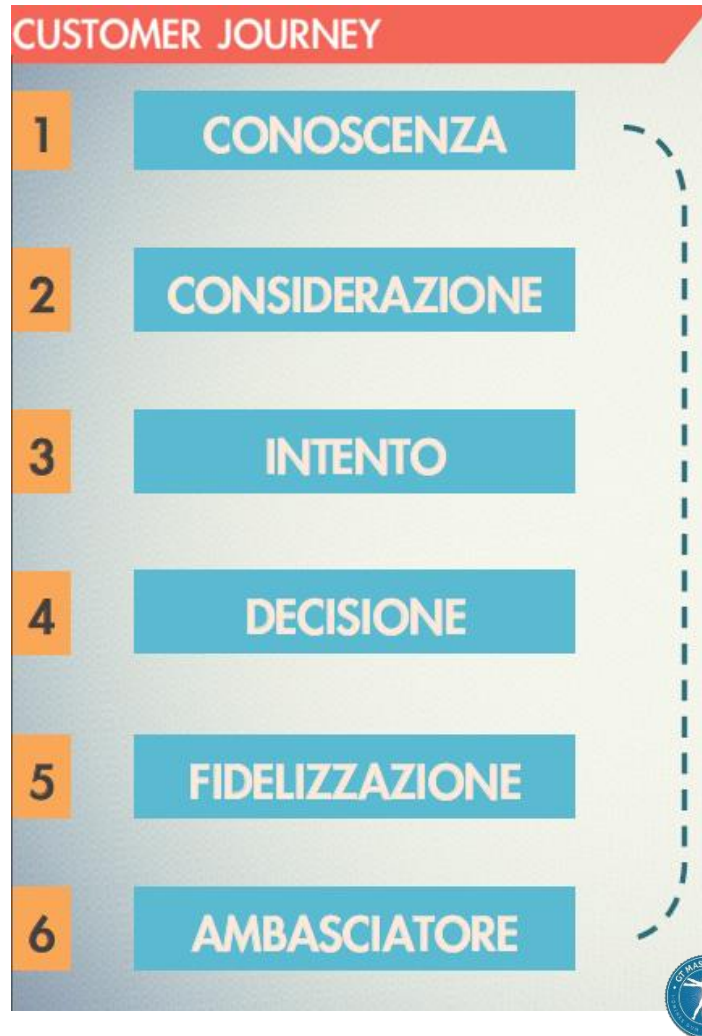 CUSTOMER JOURNEY
1 CONOSCENZA
2 CONSIDERAZIONE
3 INTENTO
4 DECISIONE
5 FIDELIZZAZIONE
6 AMBASCIATORE